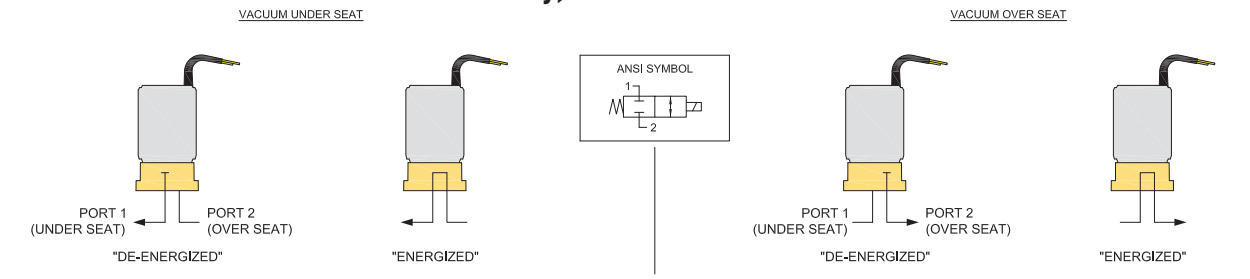 VACUUM UNDER SEAT
PORT 1
(UNDER SEAT)
PORT 2
(OVER SEAT)
"DE-ENERGIZED"
"ENERGIZED"
ANSI SYMBOL
1
2
VACUUM OVER SEAT
PORT 1
(UNDER SEAT)
PORT 2
(OVER SEAT)
"DE-ENERGIZED"
"ENERGIZED"